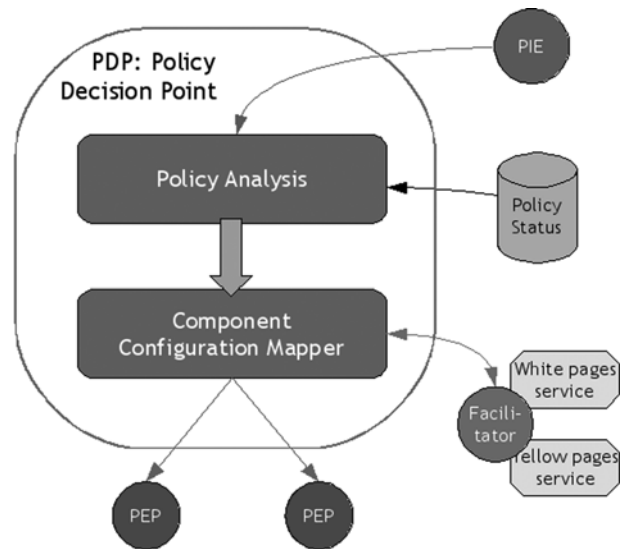 PDP: Policy
Decision Point
PIE
Policy Analysis
Policy
Status
Component
Configuration Mapper
White pages
service
Facili-
tator
Yellow pages
service
PEP
PEP